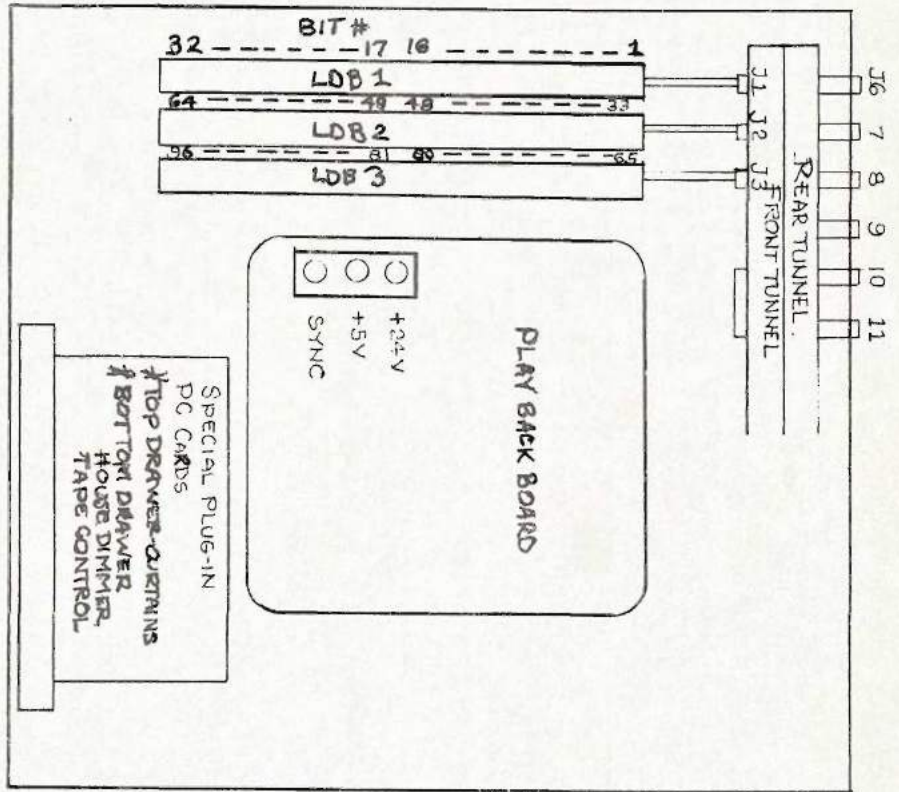 BIT #
32 - - - - - - - 17 16 - - - - - - - 1
LDB 1
64 - - - - - - - 49 48 - - - - - - - 33
LDB 2
96 - - - - - - - 81 80 - - - - - - - 65
LDB 3
J1
J2
J3
FRONT TUNNEL
REAR TUNNEL.
J6
7
8
9
10
11
+24V
+5V
SYNC
PLAY BACK BOARD
SPECIAL PLUG-IN
PC CARDS
*TOP DRAWER-CURTAINS
*BOTTOM DRAWER
HOUSE DIMMER
TAPE CONTROL